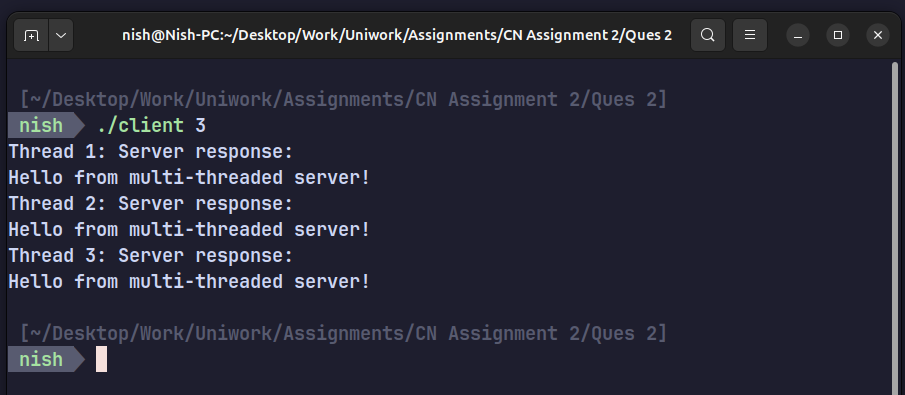 nish@Nish-PC:~/Desktop/Work/Uniwork/Assignments/CN Assignment 2/Ques 2
[~/Desktop/Work/Uniwork/Assignments/CN Assignment 2/Ques 2]
nish ./client 3
Thread 1: Server response:
Hello from multi-threaded server!
Thread 2: Server response:
Hello from multi-threaded server!
Thread 3: Server response:
Hello from multi-threaded server!
[~/Desktop/Work/Uniwork/Assignments/CN Assignment 2/Ques 2]
nish